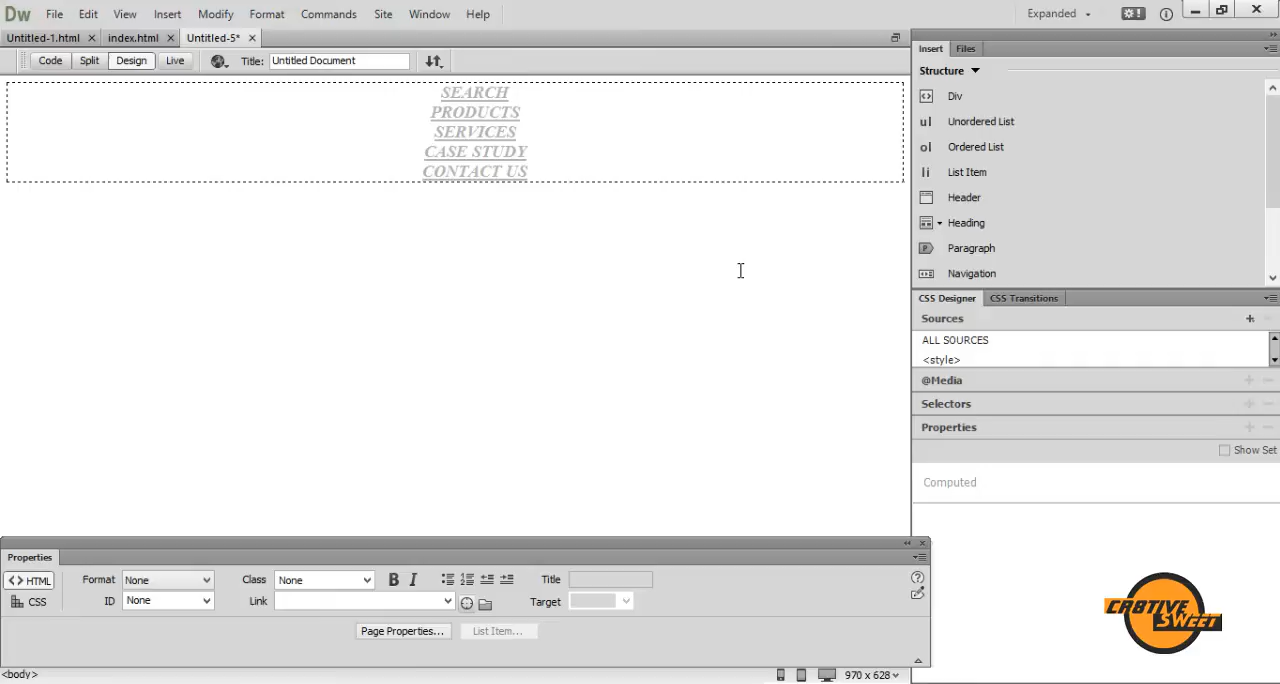 Dw File Edit View Insert Modify Format Commands Site Window Help Expanded
Untitled-1.html index.html Untitled-5*
Code Split Design Live Title: Untitled Document
SEARCH
PRODUCTS
SERVICES
CASE STUDY
CONTACT US
Insert Files
Structure
Div
ul Unordered List
ol Ordered List
li List Item
Header
Heading
P Paragraph
Navigation
CSS Designer CSS Transitions
Sources
ALL SOURCES
<style>
@Media
Selectors
Properties
Show Set
Computed
Properties
<> HTML Format None Class None B I Title
CSS ID None Link Target
Page Properties... List Item...
<body> 970 x 628
CR8TIVE
SWEET